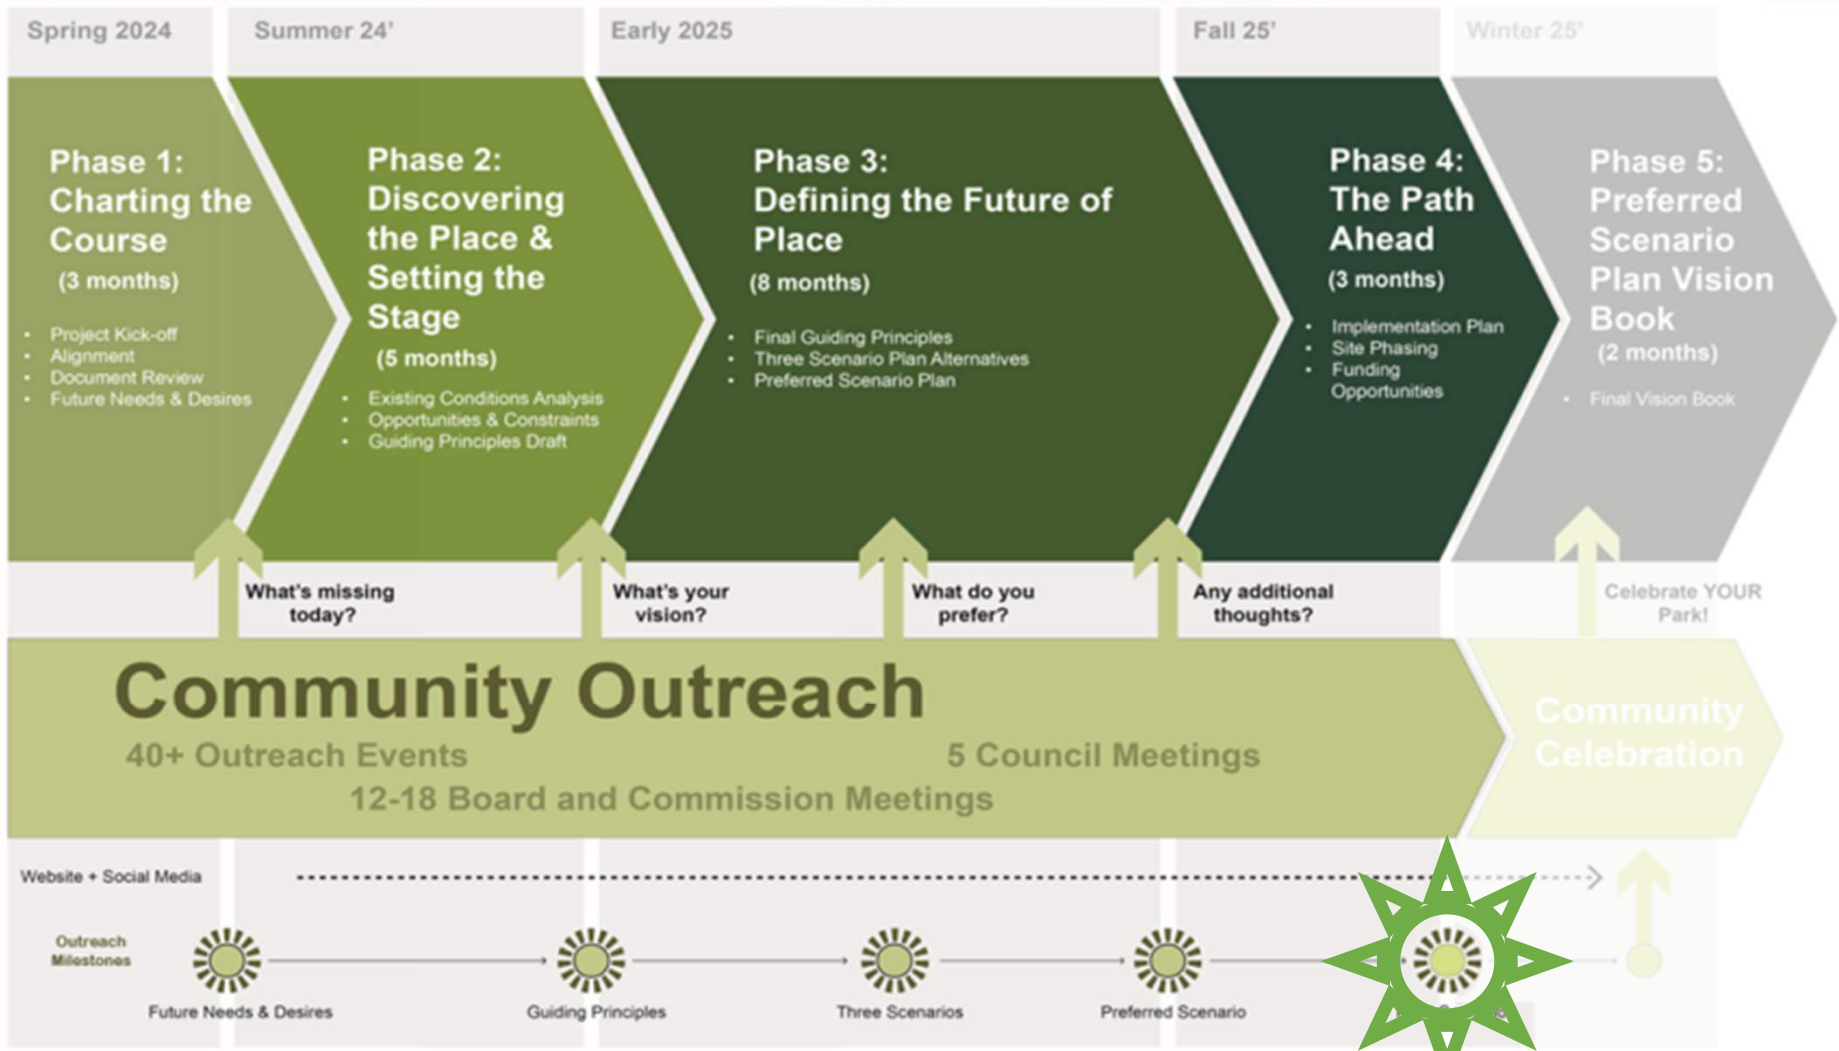 Spring 2024
Summer 24'
Early 2025
Fall 25'
Winter 25'
Phase 1:
Charting the
Course
(3 months)
• Project Kick-off
• Alignment
• Document Review
• Future Needs & Desires
Phase 2:
Discovering
the Place &
Setting the
Stage
(5 months)
• Existing Conditions Analysis
• Opportunities & Constraints
• Guiding Principles Draft
Phase 3:
Defining the Future of
Place
(8 months)
• Final Guiding Principles
• Three Scenario Plan Alternatives
• Preferred Scenario Plan
Phase 4:
The Path
Ahead
(3 months)
• Implementation Plan
• Site Phasing
• Funding
Opportunities
Phase 5:
Preferred
Scenario
Plan Vision
Book
(2 months)
• Final Vision Book
What's missing
today?
What's your
vision?
What do you
prefer?
Any additional
thoughts?
Celebrate YOUR
Park!
Community Outreach
40+ Outreach Events
5 Council Meetings
12-18 Board and Commission Meetings
Community
Celebration
Website + Social Media
Outreach
Milestones
Future Needs & Desires
Guiding Principles
Three Scenarios
Preferred Scenario